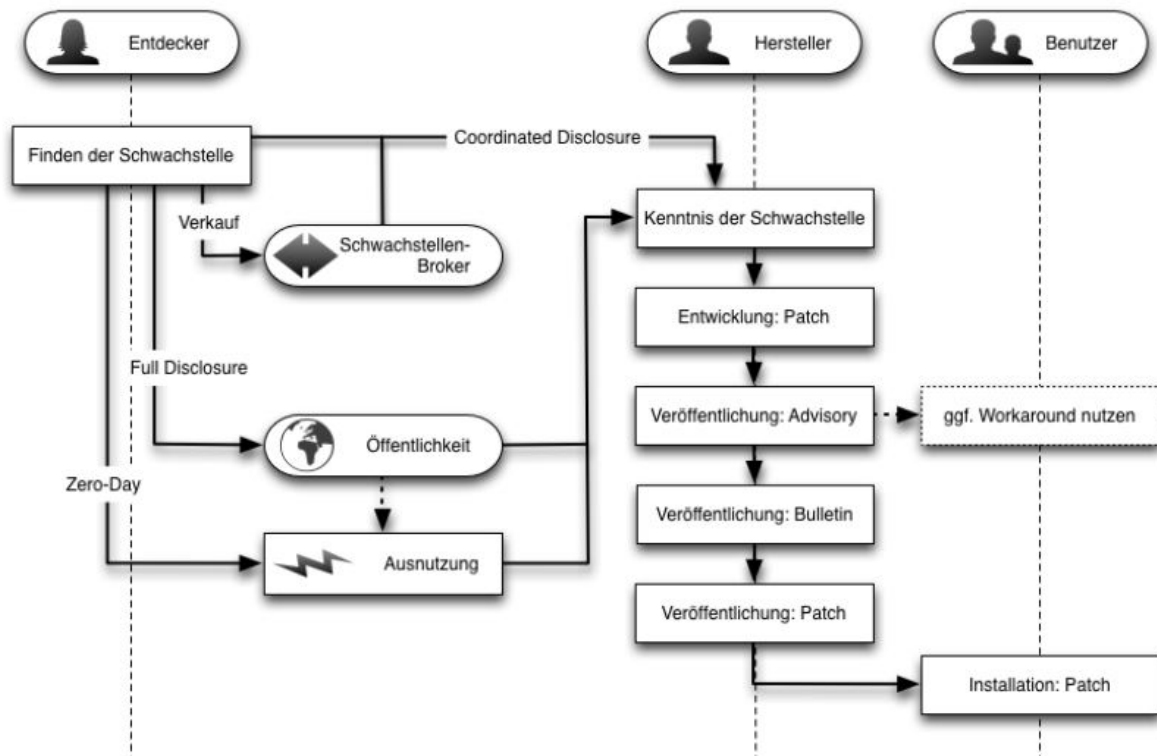 Entdecker
Hersteller
Benutzer
Finden der Schwachstelle
Coordinated Disclosure
Verkauf
Schwachstellen-
Broker
Kenntnis der Schwachstelle
Entwicklung: Patch
Full Disclosure
Öffentlichkeit
Veröffentlichung: Advisory
ggf. Workaround nutzen
Zero-Day
Ausnutzung
Veröffentlichung: Bulletin
Veröffentlichung: Patch
Installation: Patch